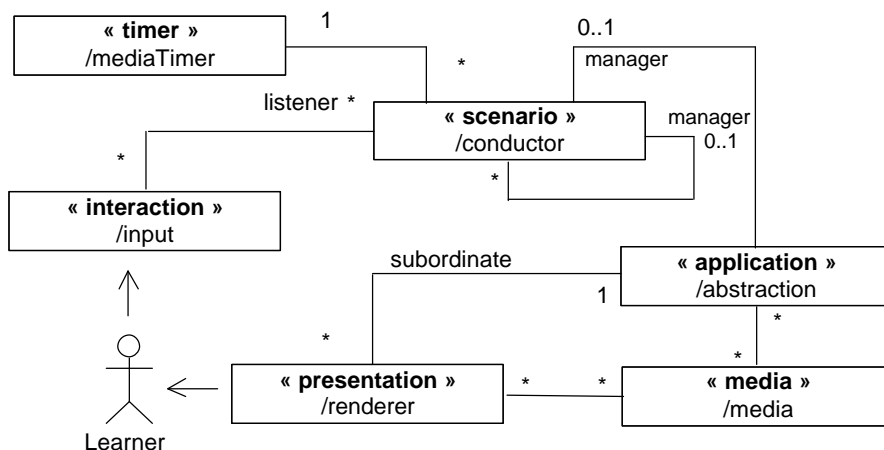 « timer »
/mediaTimer
1
*
0..1
manager
listener *
*
« scenario »
/conductor
manager
0..1
*
« interaction »
/input
subordinate
1
*
« application »
/abstraction
*
*
« presentation »
/renderer
*
*
« media »
/media
Learner